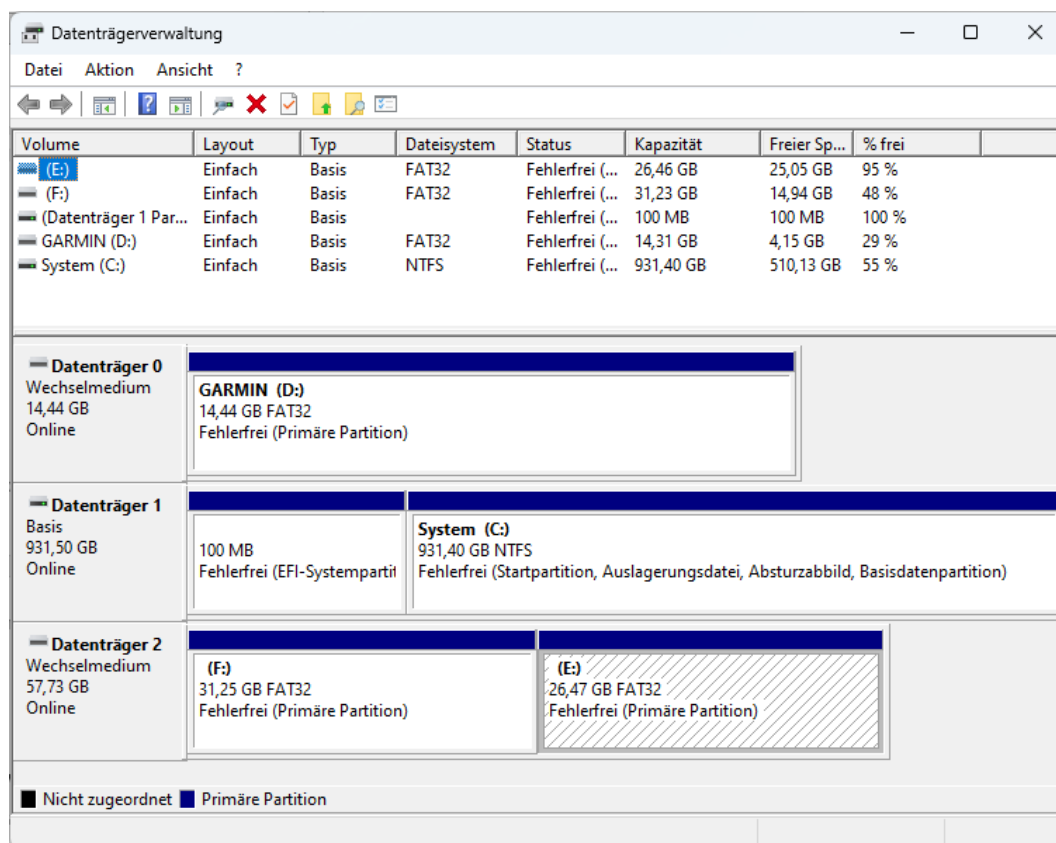 Datenträgerverwaltung
Datei Aktion Ansicht ?
Volume Layout Typ Dateisystem Status Kapazität Freier Sp... % frei
(E:) Einfach Basis FAT32 Fehlerfrei (... 26,46 GB 25,05 GB 95 %
(F:) Einfach Basis FAT32 Fehlerfrei (... 31,23 GB 14,94 GB 48 %
(Datenträger 1 Par... Einfach Basis Fehlerfrei (... 100 MB 100 MB 100 %
GARMIN (D:) Einfach Basis FAT32 Fehlerfrei (... 14,31 GB 4,15 GB 29 %
System (C:) Einfach Basis NTFS Fehlerfrei (... 931,40 GB 510,13 GB 55 %
Datenträger 0
Wechselmedium
14,44 GB
Online
GARMIN (D:)
14,44 GB FAT32
Fehlerfrei (Primäre Partition)
Datenträger 1
Basis
931,50 GB
Online
100 MB
Fehlerfrei (EFI-Systempartit
System (C:)
931,40 GB NTFS
Fehlerfrei (Startpartition, Auslagerungsdatei, Absturzabbild, Basisdatenpartition)
Datenträger 2
Wechselmedium
57,73 GB
Online
(F:)
31,25 GB FAT32
Fehlerfrei (Primäre Partition)
(E:)
26,47 GB FAT32
Fehlerfrei (Primäre Partition)
Nicht zugeordnet Primäre Partition